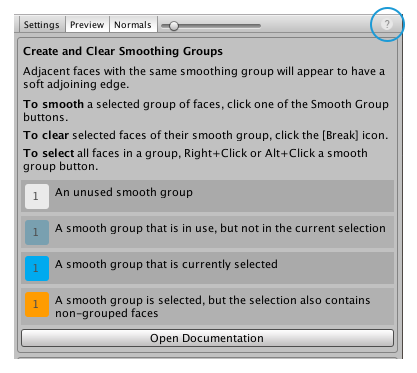 Settings Preview Normals ?
Create and Clear Smoothing Groups
Adjacent faces with the same smoothing group will appear to have a
soft adjoining edge.
To smooth a selected group of faces, click one of the Smooth Group
buttons.
To clear selected faces of their smooth group, click the [Break] icon.
To select all faces in a group, Right+Click or Alt+Click a smooth
group button.
1 An unused smooth group
1 A smooth group that is in use, but not in the current selection
1 A smooth group that is currently selected
1 A smooth group is selected, but the selection also contains
non-grouped faces
Open Documentation